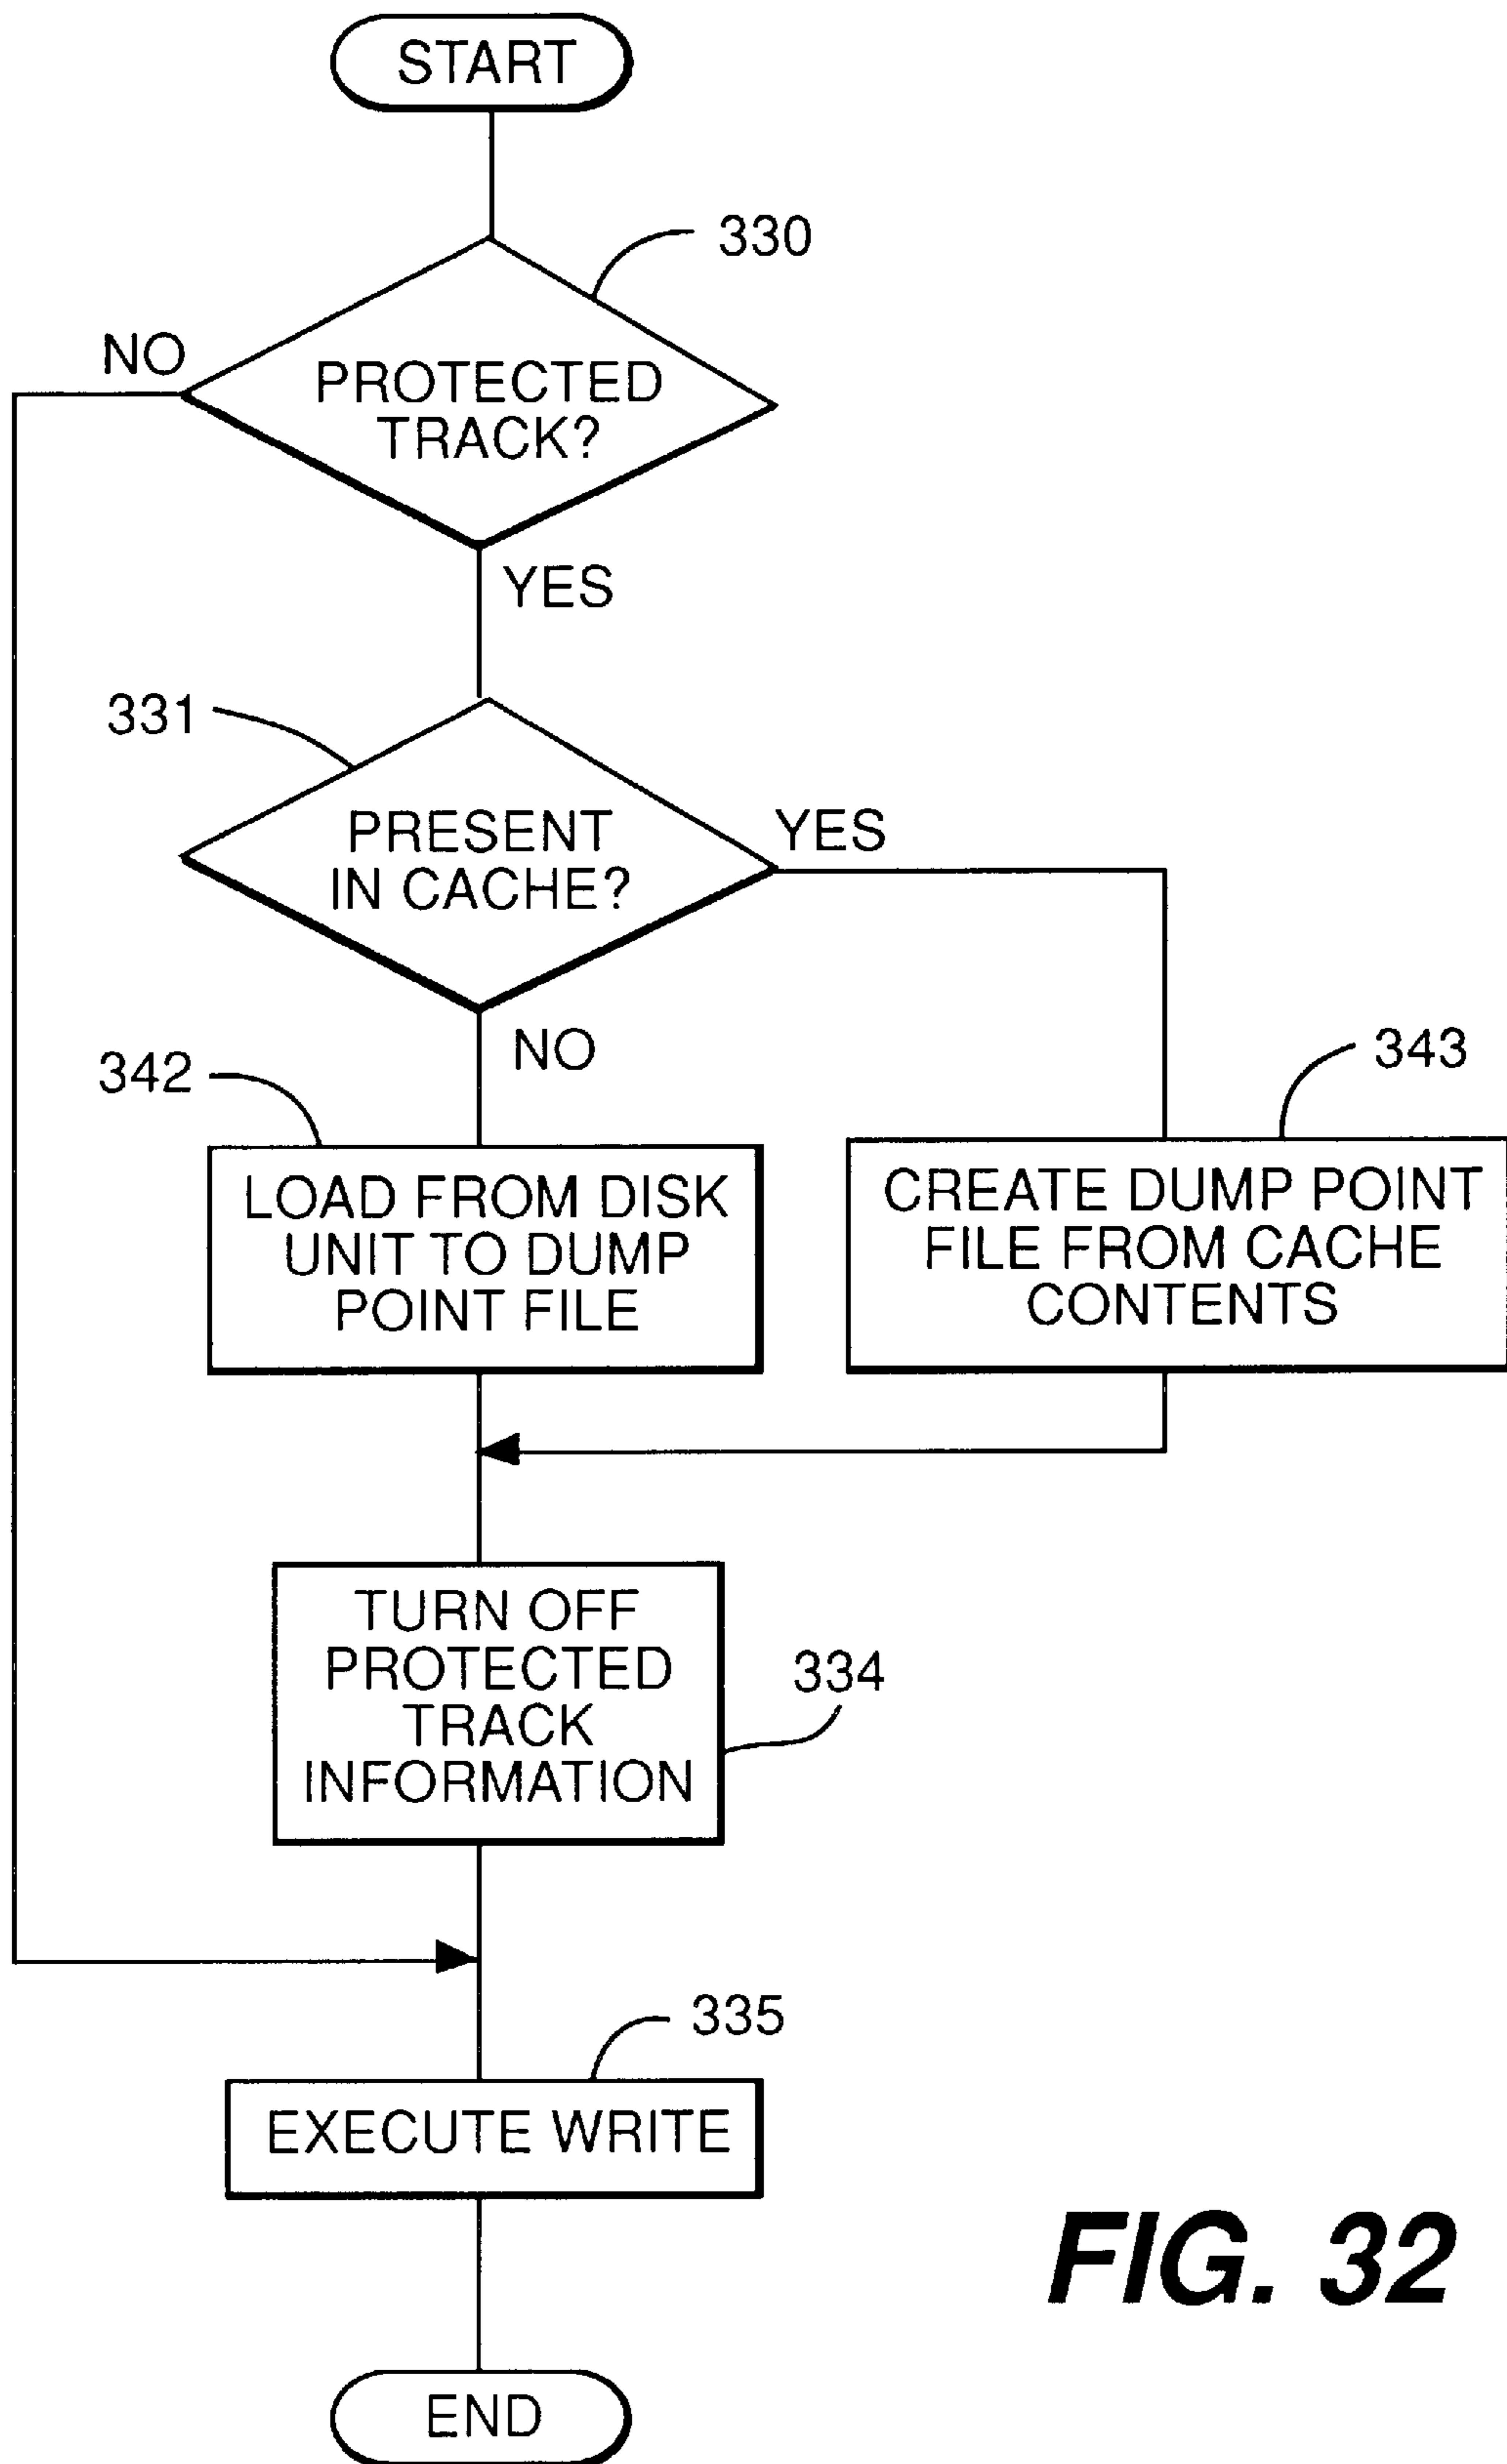 START
330
NO
PROTECTED
TRACK?
YES
331
PRESENT
IN CACHE?
YES
NO
342
343
LOAD FROM DISK
UNIT TO DUMP
POINT FILE
CREATE DUMP POINT
FILE FROM CACHE
CONTENTS
TURN OFF
PROTECTED
TRACK
INFORMATION
334
335
EXECUTE WRITE
FIG. 32
END